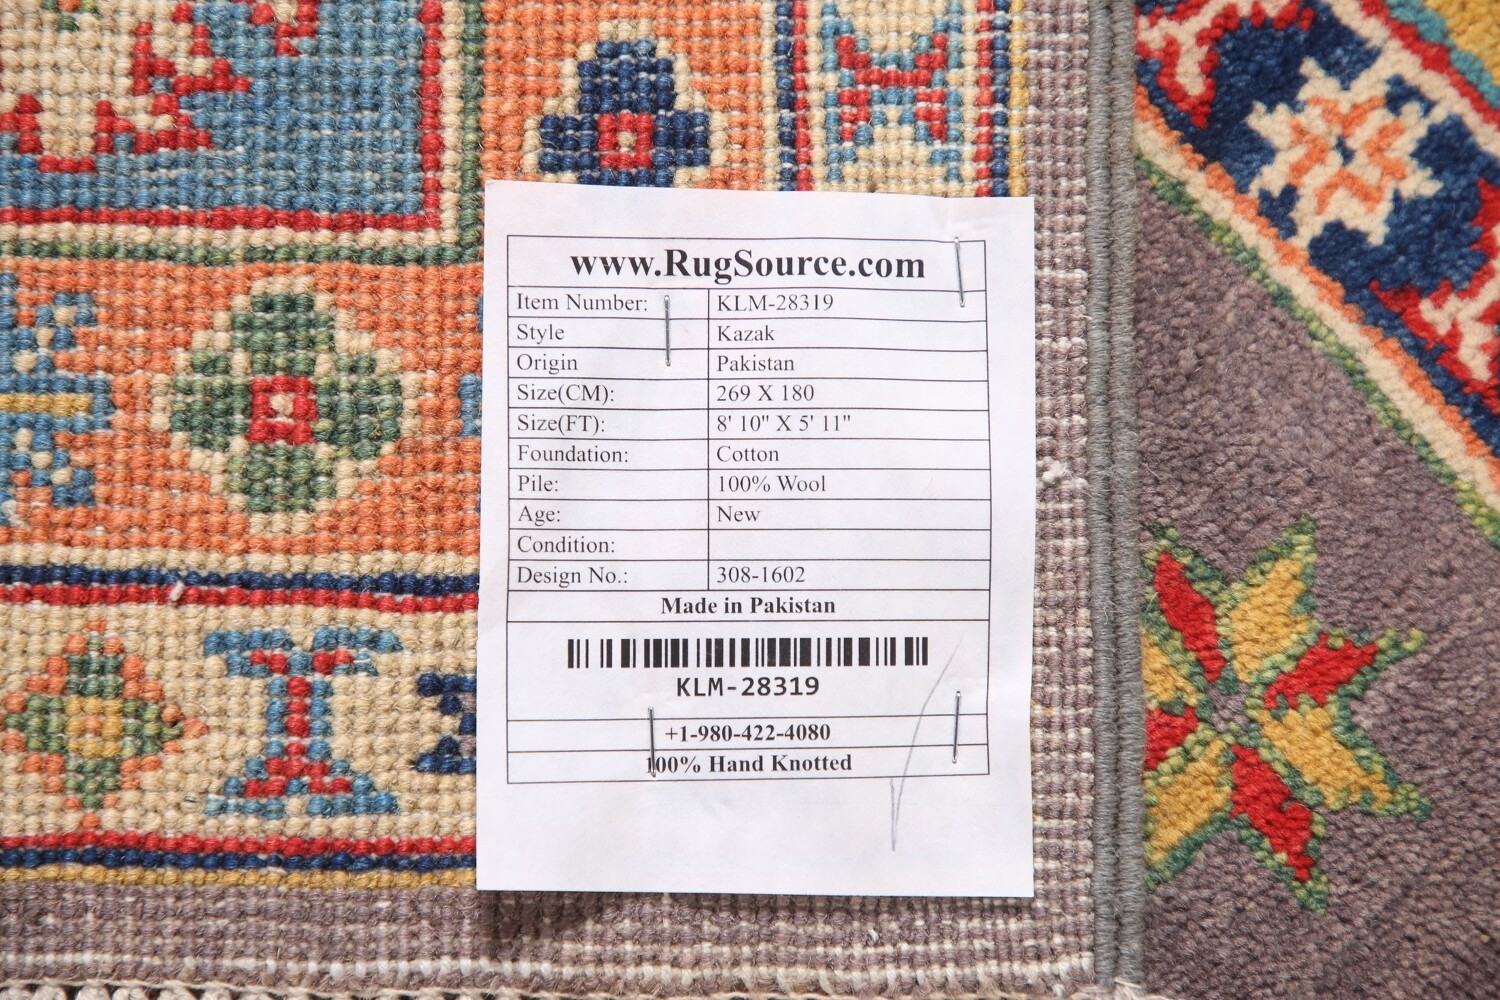 www.RugSource.com
Item Number: KLM-28319
Style Kazak
Origin Pakistan
Size(CM): 269 X 180
Size(FT): 8' 10" X 5' 11"
Foundation: Cotton
Pile: 100% Wool
Age: New
Condition:
Design No.: 308-1602
Made in Pakistan
KLM-28319
+1-980-422-4080
100% Hand Knotted